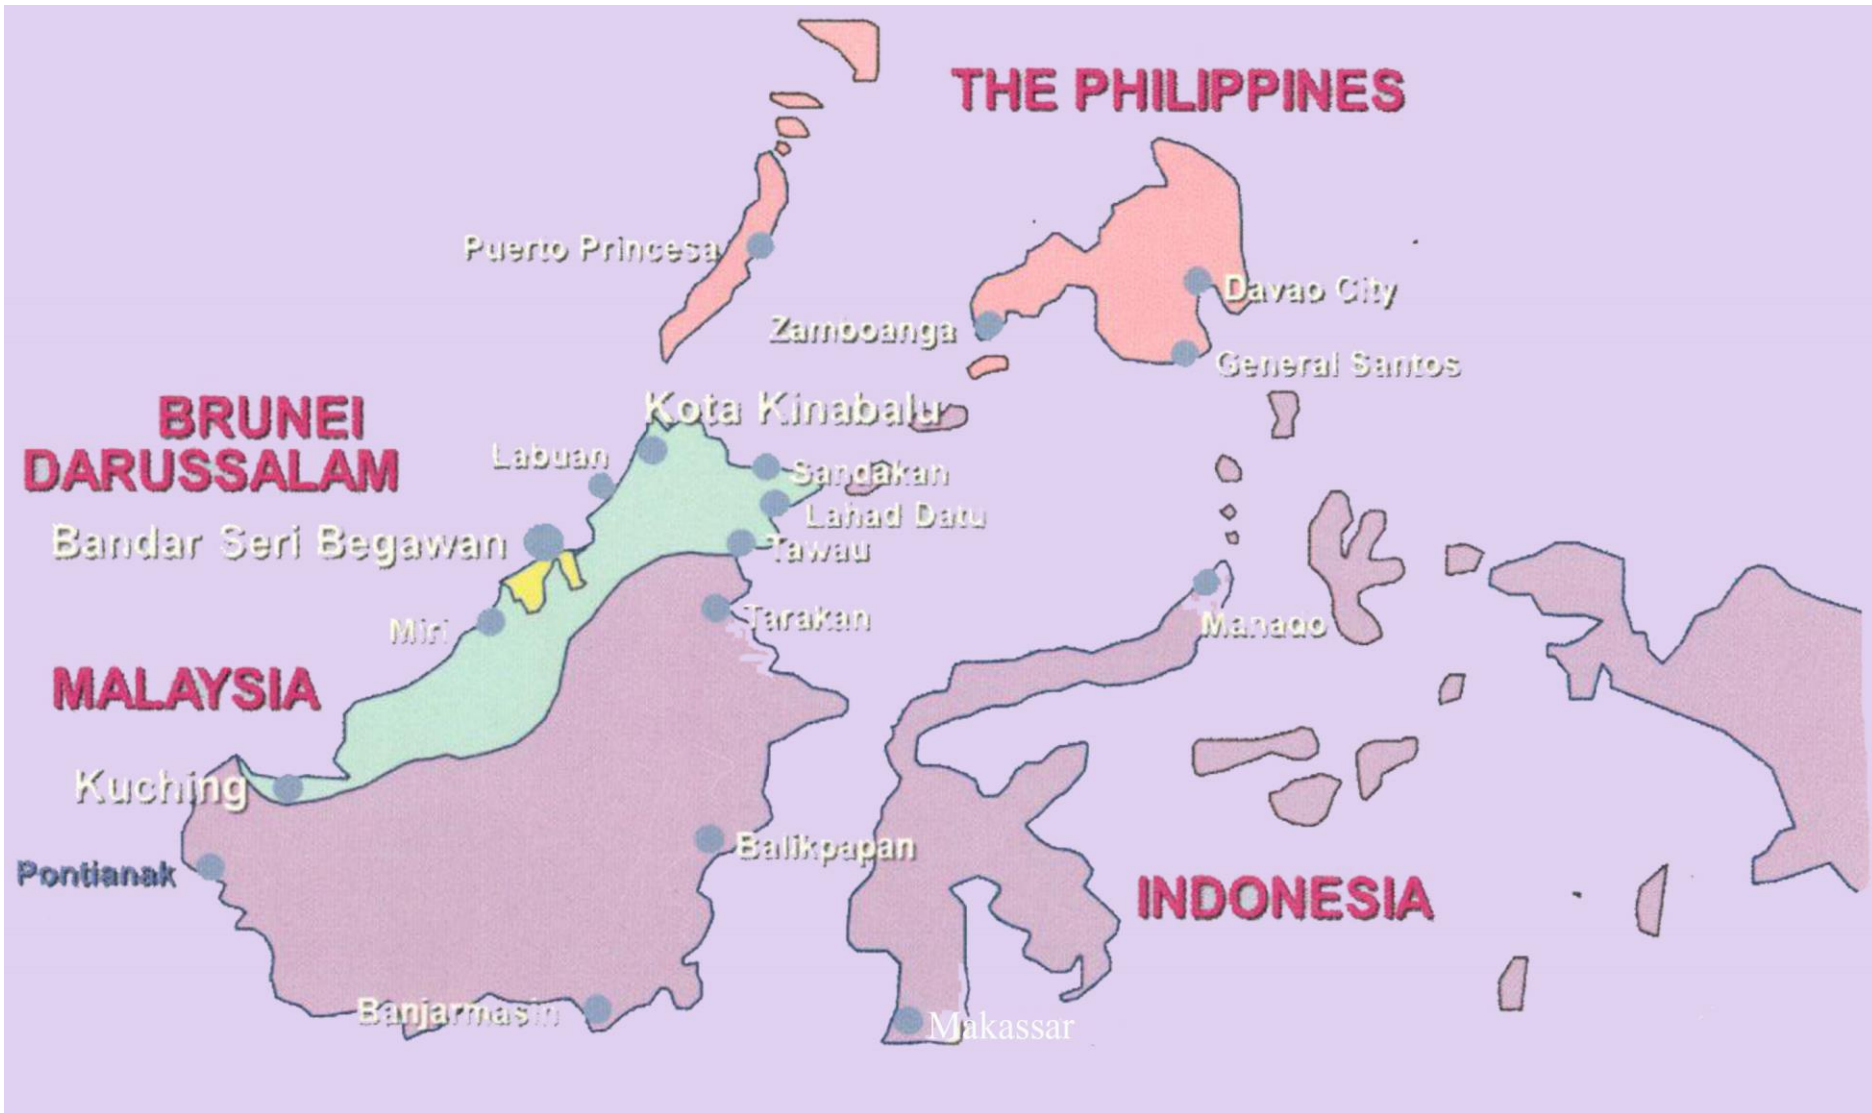 THE PHILIPPINES
Puerto Princesa
Davao City
Zamboanga
General Santos
Kota Kinabalu
BRUNEI
DARUSSALAM
Labuan
Sandakan
Lahad Datu
Bandar Seri Begawan
Tawau
Tarakan
Manado
Miri
MALAYSIA
Kuching
Balikpapan
Pontianak
INDONESIA
Banjarmasin
Makassar